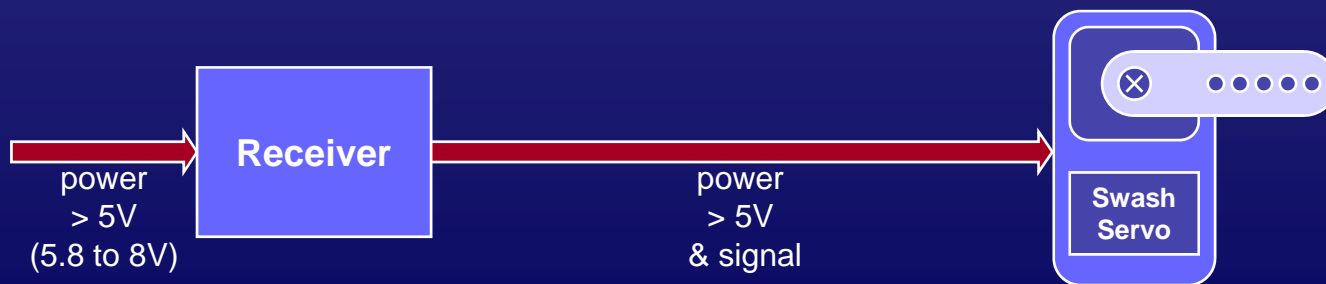 Receiver
power
> 5V
(5.8 to 8V)
power
> 5V
& signal
Swash
Servo